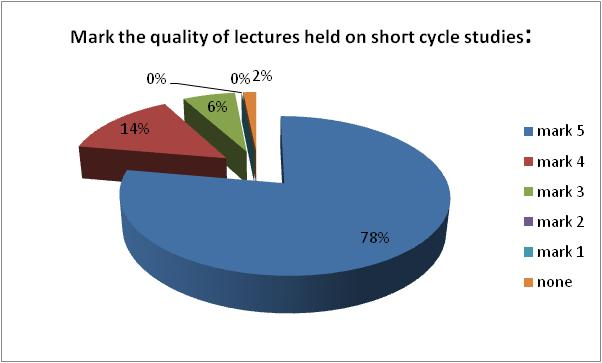 Mark the quality of lectures held on short cycle studies:
0%
0%
2%
6%
14%
78%
mark 5
mark 4
mark 3
mark 2
mark 1
none